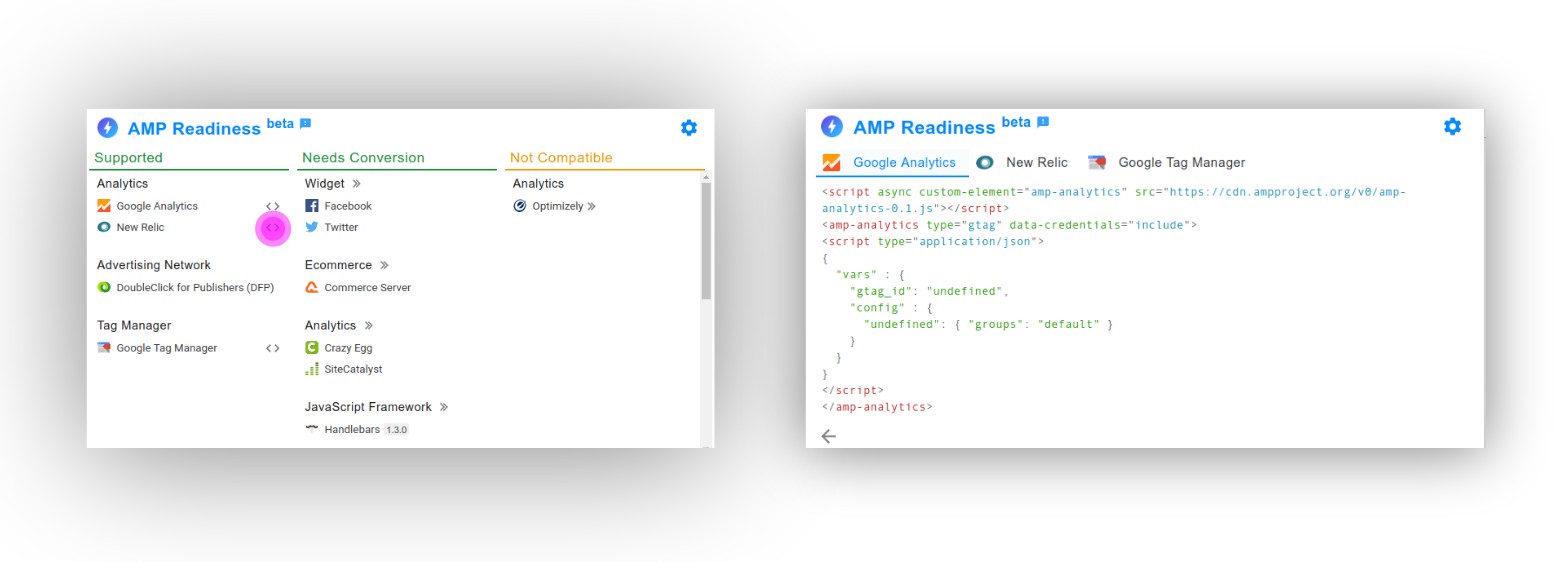 AMP Readiness beta
Supported
Analytics
Google Analytics <>
New Relic <>
Advertising Network
DoubleClick for Publishers (DFP)
Tag Manager
Google Tag Manager <>
Needs Conversion
Widget »
Facebook
Twitter
Ecommerce »
Commerce Server
Analytics »
Crazy Egg
SiteCatalyst
JavaScript Framework »
Handlebars 1.3.0
Not Compatible
Analytics
Optimizely »
AMP Readiness beta
Google Analytics New Relic Google Tag Manager
<script async custom-element="amp-analytics" src="https://cdn.ampproject.org/v0/amp-
analytics-0.1.js"></script>
<amp-analytics type="gtag" data-credentials="include">
<script type="application/json">
{
"vars" : {
"gtag_id": "undefined",
"config" : {
"undefined": { "groups": "default" }
}
}
}
</script>
</amp-analytics>